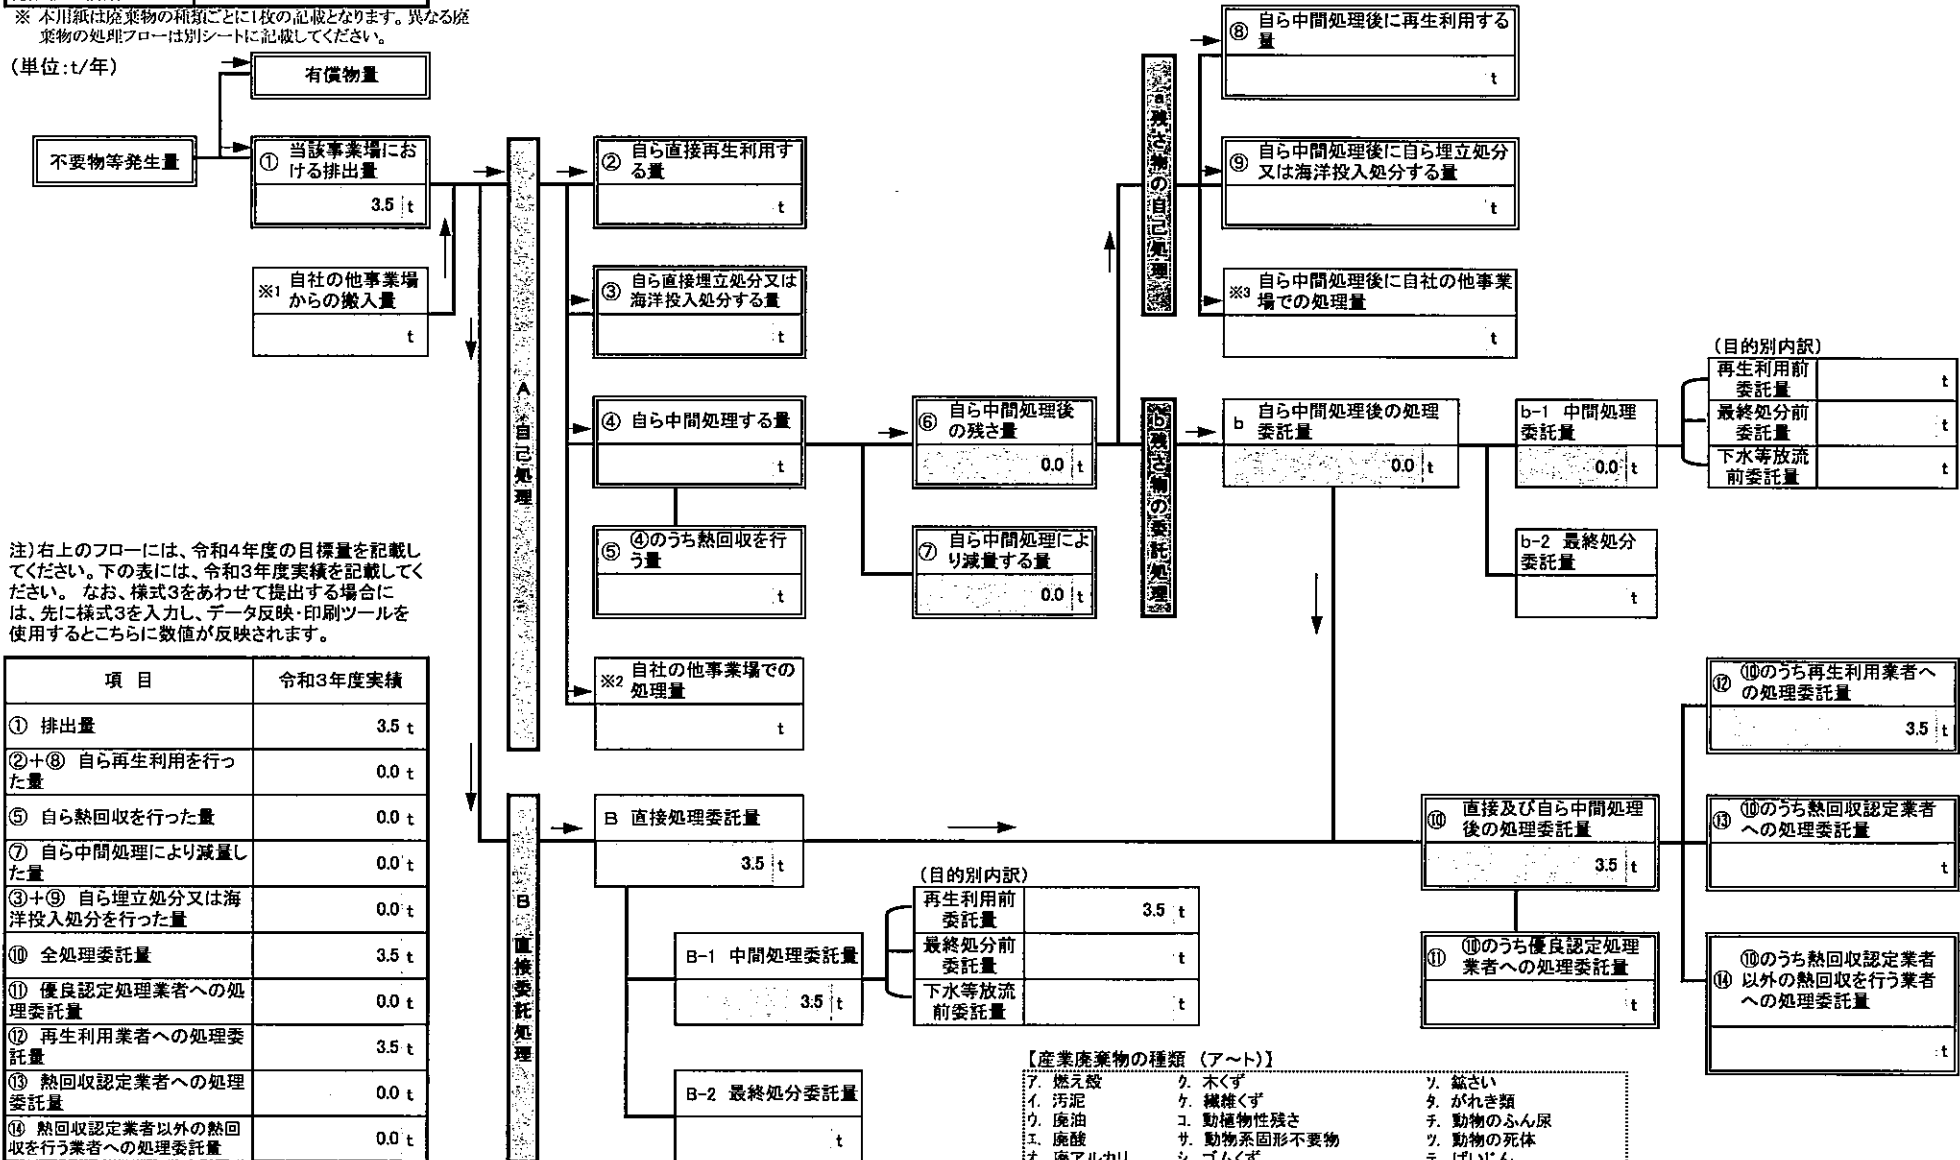 ※ 本用紙は廃棄物の種類ごとに1枚の記載となります。異なる廃
棄物の処理フローは別シートに記載してください。
(単位:t/年)
有償物量
不要物等発生量
① 当該事業場にお
ける排出量
3.5 t
※1 自社の他事業場
からの搬入量
t
A 自己処理
② 自ら直接再生利用す
る量
t
③ 自ら直接埋立処分又は
海洋投入処分する量
t
④ 自ら中間処理する量
t
⑤ ④のうち熱回収を行
う量
t
※2 自社の他事業場での
処理量
t
⑥ 自ら中間処理後
の残さ量
0.0 t
⑦ 自ら中間処理によ
り減量する量
0.0 t
a残さ物の自己処理
⑧ 自ら中間処理後に再生利用する
量
t
⑨ 自ら中間処理後に自ら埋立処分
又は海洋投入処分する量
t
※3 自ら中間処理後に自社の他事業
場での処理量
t
b残さ物の委託処理
b 自ら中間処理後の処理
委託量
0.0 t
b-1 中間処理
委託量
0.0 t
b-2 最終処分
委託量
t
(目的別内訳)
再生利用前
委託量
t
最終処分前
委託量
t
下水等放流
前委託量
t
注)右上のフローには、令和4年度の目標量を記載し
てください。下の表には、令和3年度実績を記載してく
ださい。 なお、様式3をあわせて提出する場合に
は、先に様式3を入力し、データ反映・印刷ツールを
使用するとこちらに数値が反映されます。
項 目 令和3年度実績
① 排出量 3.5 t
②+⑧ 自ら再生利用を行っ
た量 0.0 t
⑤ 自ら熱回収を行った量 0.0 t
⑦ 自ら中間処理により減量し
た量 0.0 t
③+⑨ 自ら埋立処分又は海
洋投入処分を行った量 0.0 t
⑩ 全処理委託量 3.5 t
⑪ 優良認定処理業者への処
理委託量 0.0 t
⑫ 再生利用業者への処理委
託量 3.5 t
⑬ 熱回収認定業者への処理
委託量 0.0 t
⑭ 熱回収認定業者以外の熱回
収を行う業者への処理委託量 0.0 t
B 直接委託処理
B 直接処理委託量
3.5 t
B-1 中間処理委託量
3.5 t
B-2 最終処分委託量
t
(目的別内訳)
再生利用前
委託量
3.5 t
最終処分前
委託量
t
下水等放流
前委託量
t
⑩ 直接及び自ら中間処理
後の処理委託量
3.5 t
⑪ ⑩のうち優良認定処理
業者への処理委託量
t
⑫ ⑩のうち再生利用業者へ
の処理委託量
3.5 t
⑬ ⑩のうち熱回収認定業者
への処理委託量
t
⑭ ⑩のうち熱回収認定業者
以外の熱回収を行う業者
への処理委託量
t
【産業廃棄物の種類 (ア~ト)】
ア. 燃え殻 ク. 木くず ソ. 鉱さい
イ. 汚泥 ケ. 繊維くず タ. がれき類
ウ. 廃油 コ. 動植物性残さ チ. 動物のふん尿
エ. 廃酸 サ. 動物系固形不要物 ツ. 動物の死体
オ. 廃アルカリ シ. ゴムくず テ. ばいじん